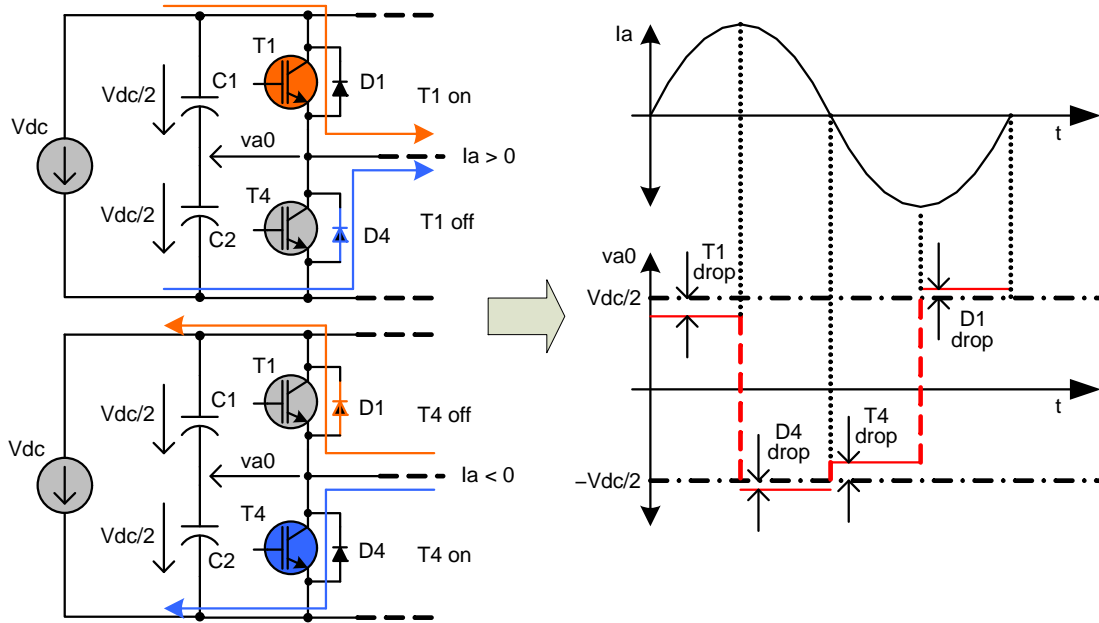 T1
C1
D1
Vdc/2
T1 on
Vdc
va0
Ia > 0
T4
Vdc/2
T1 off
D4
C2
T1
C1
D1
Vdc/2
T4 off
Vdc
va0
Ia < 0
T4
Vdc/2
D4
T4 on
C2
Ia
t
va0
T1
drop
Vdc/2
D1
drop
t
D4
drop
T4
drop
–Vdc/2